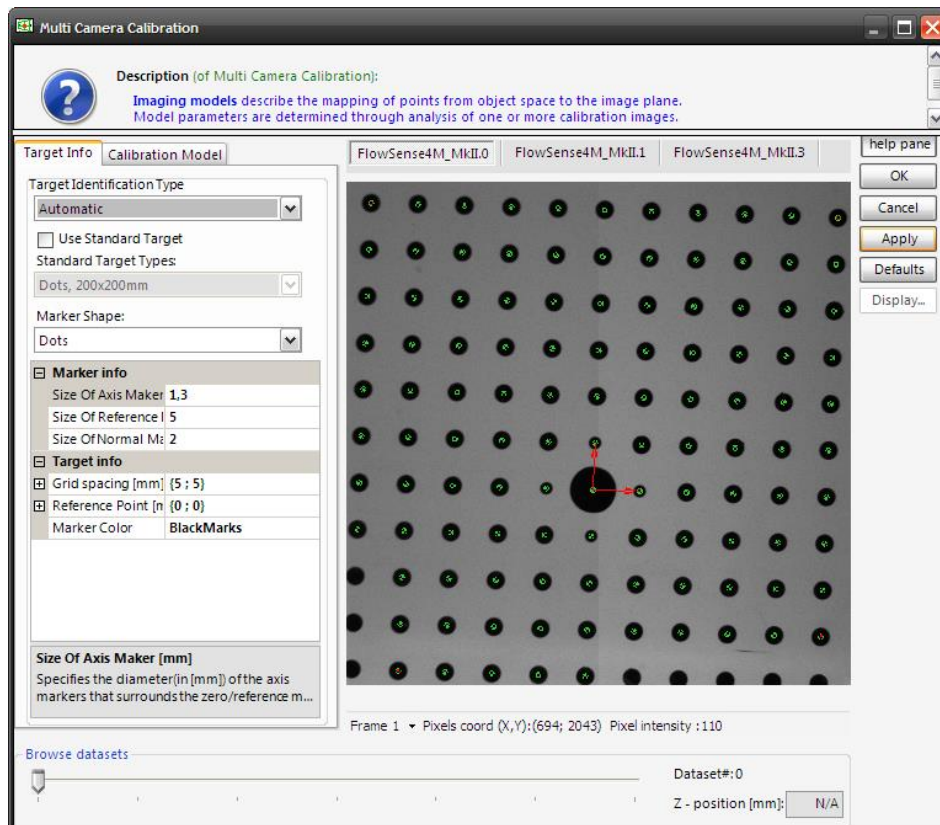 Multi Camera Calibration
Description (of Multi Camera Calibration):
Imaging models describe the mapping of points from object space to the image plane.
Model parameters are determined through analysis of one or more calibration images.
Target Info
Calibration Model
FlowSense4M_MkII.0
FlowSense4M_MkII.1
FlowSense4M_MkII.3
help pane
OK
Cancel
Apply
Defaults
Display...
Target Identification Type
Automatic
Use Standard Target
Standard Target Types:
Dots, 200x200mm
Marker Shape:
Dots
Marker info
Size Of Axis Maker 1,3
Size Of Reference I 5
Size Of Normal Ma 2
Target info
Grid spacing [mm] {5 ; 5}
Reference Point [m {0 ; 0}
Marker Color BlackMarks
Size Of Axis Maker [mm]
Specifies the diameter(in [mm]) of the axis
markers that surrounds the zero/reference m...
Frame 1 Pixels coord (X,Y):(694; 2043) Pixel intensity :110
Browse datasets
Dataset#: 0
Z - position [mm]: N/A